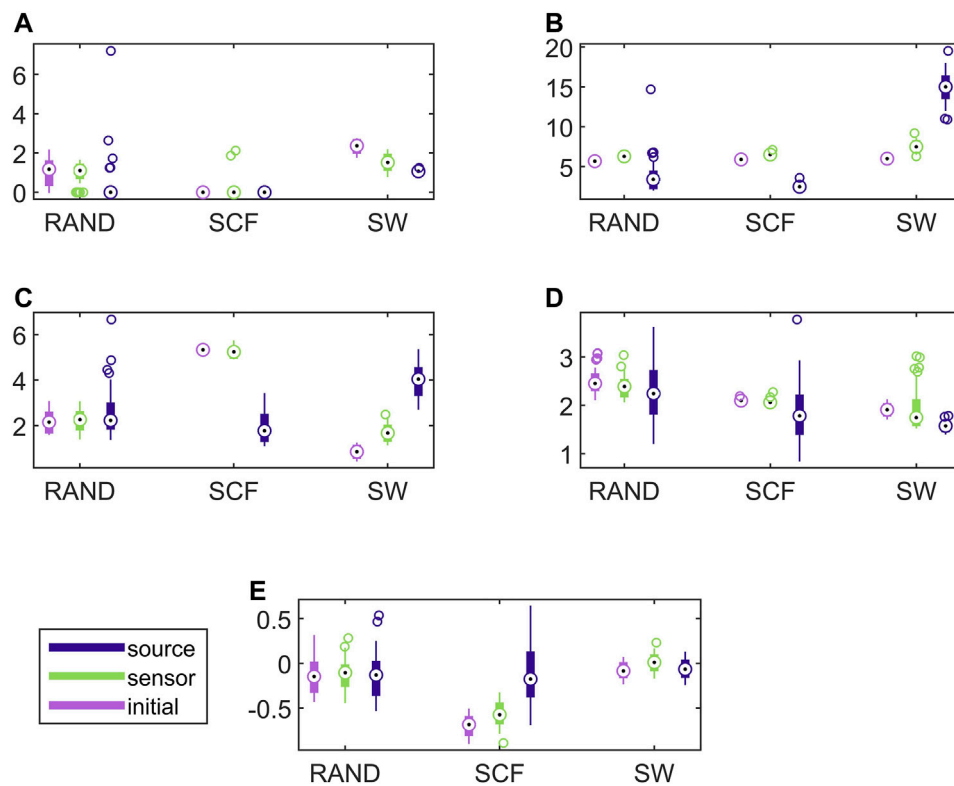 A
6
4
2
0
RAND SCF SW
B
20
15
10
5
RAND SCF SW
C
6
4
2
RAND SCF SW
D
3
2
1
RAND SCF SW
E
0.5
0
-0.5
RAND SCF SW
source
sensor
initial